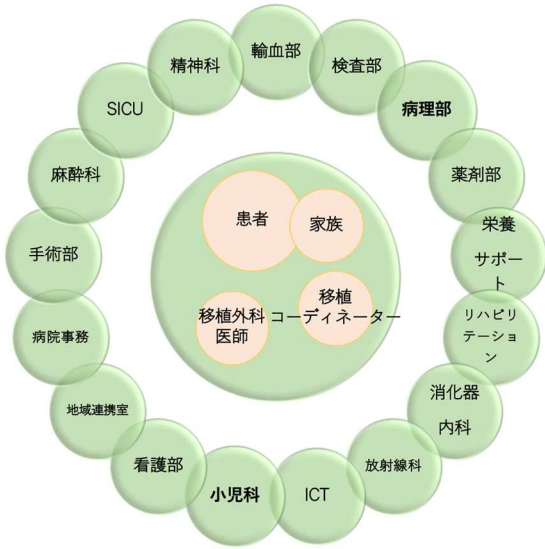 輸血部
検査部
病理部
薬剤部
栄養
サポー
ト
リハビリ
テーショ
ン
消化器
内科
放射線科
ICT
小児科
看護部
地域連携室
病院事務
手術部
麻酔科
SICU
精神科
患者
家族
移植外科
医師
移植
コーディネーター